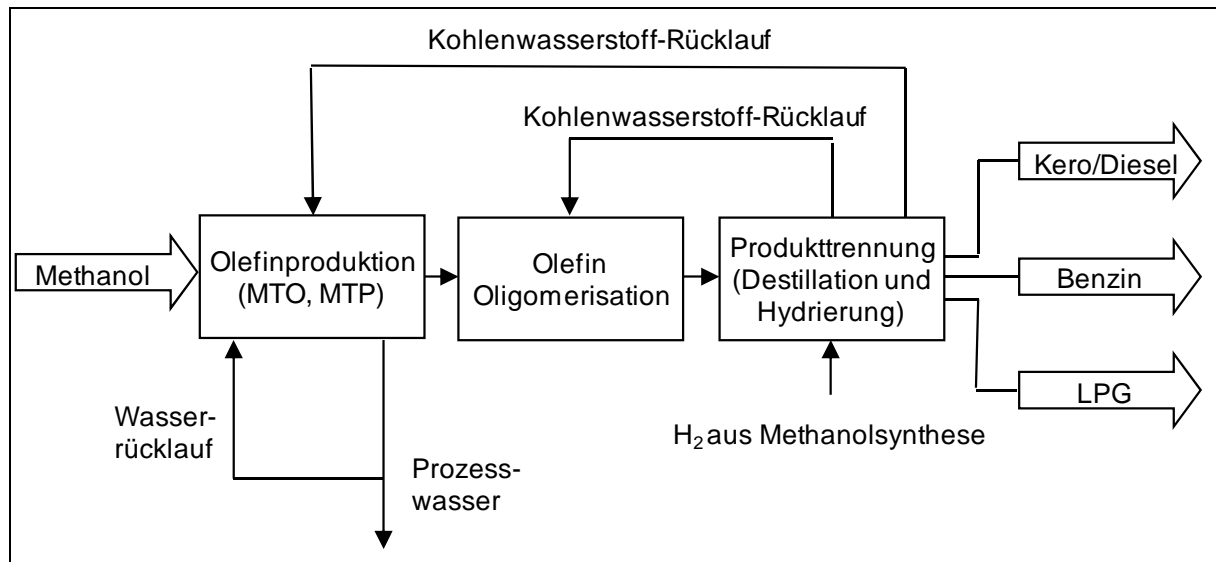 Kohlenwasserstoff-Rücklauf
Kohlenwasserstoff-Rücklauf
Methanol
Olefinproduktion
(MTO, MTP)
Olefin
Oligomerisation
Produkttrennung
(Destillation und
Hydrierung)
Kero/Diesel
Benzin
LPG
Wasser-
rücklauf
Prozess-
wasser
H₂ aus Methanolsynthese